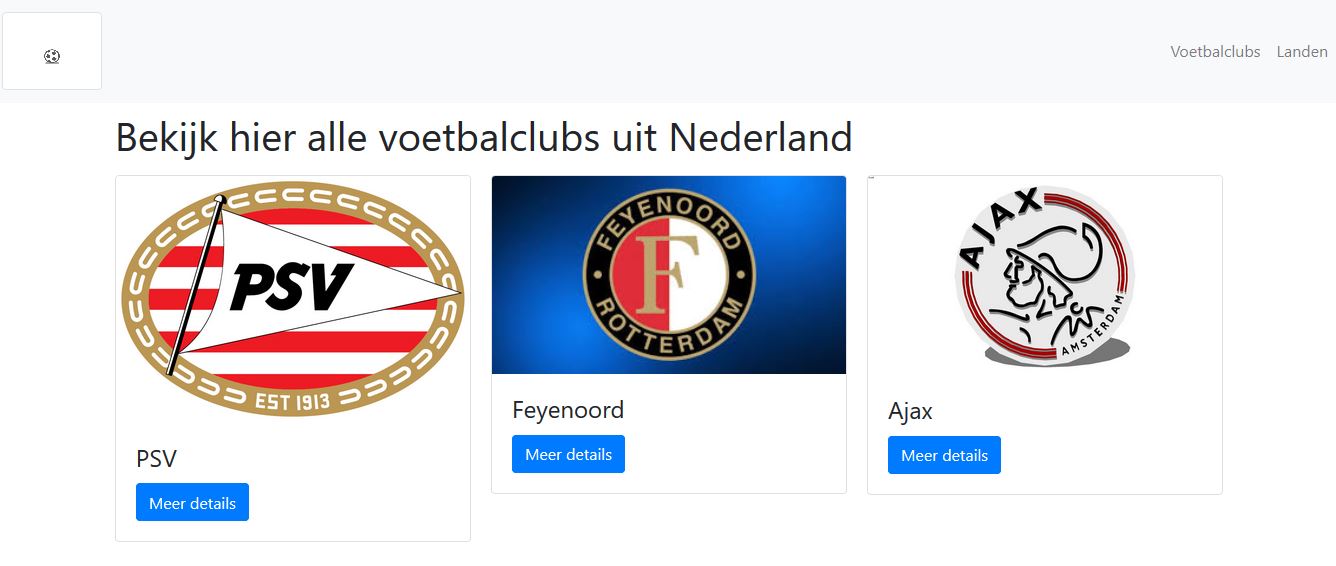 Voetbalclubs Landen
Bekijk hier alle voetbalclubs uit Nederland
PSV
EST 1913
FEYENOORD
ROTTERDAM
AJAX
AMSTERDAM
PSV
Meer details
Feyenoord
Meer details
Ajax
Meer details